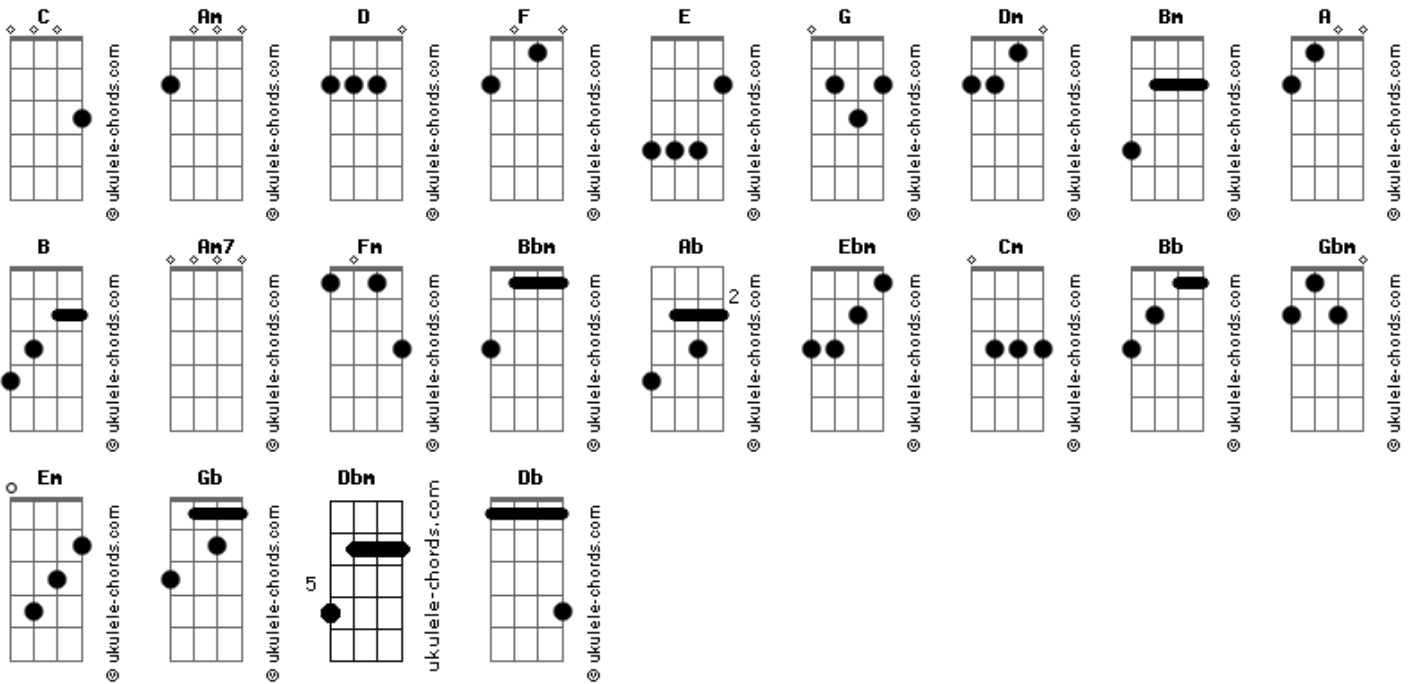 C Am D F E G Dm Bm A
© ukulele-chords.com © ukulele-chords.com © ukulele-chords.com © ukulele-chords.com © ukulele-chords.com © ukulele-chords.com © ukulele-chords.com © ukulele-chords.com © ukulele-chords.com
B Am7 Fm Bbm Ab Ebm Cm Bb Gbm
2
© ukulele-chords.com © ukulele-chords.com © ukulele-chords.com © ukulele-chords.com © ukulele-chords.com © ukulele-chords.com © ukulele-chords.com © ukulele-chords.com © ukulele-chords.com
Em Gb Dbm Db
5
© ukulele-chords.com © ukulele-chords.com ukulele-chords.com © ukulele-chords.com